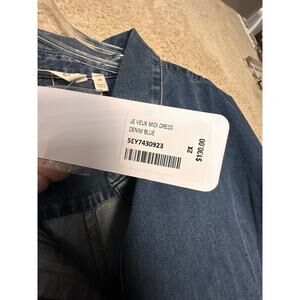 JE VEUX MIDI DRESS
DENIM BLUE
SEY7430923
2X
$130.00